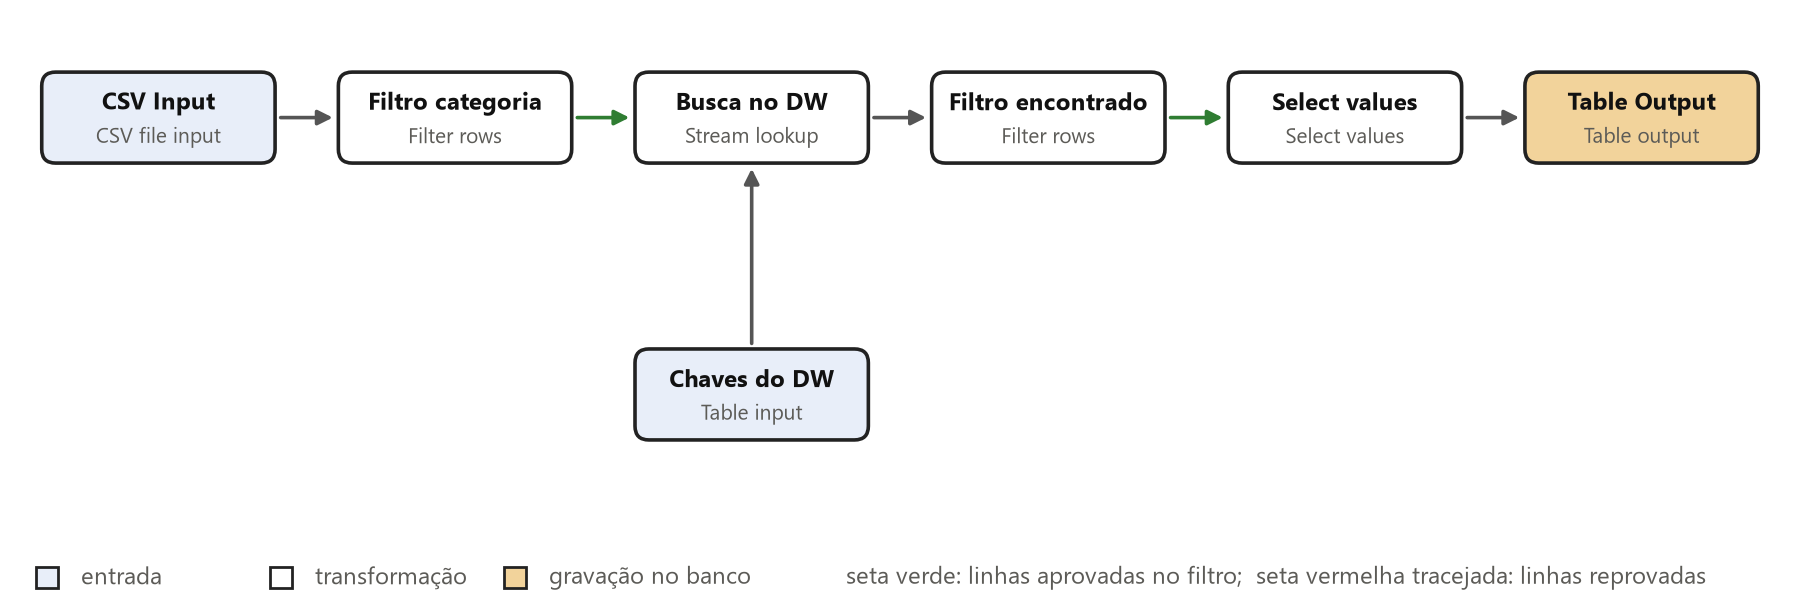 CSV Input
CSV file input
Filtro categoria
Filter rows
Busca no DW
Stream lookup
Filtro encontrado
Filter rows
Select values
Select values
Table Output
Table output
Chaves do DW
Table input
entrada
transformação
gravação no banco
seta verde: linhas aprovadas no filtro;  seta vermelha tracejada: linhas reprovadas